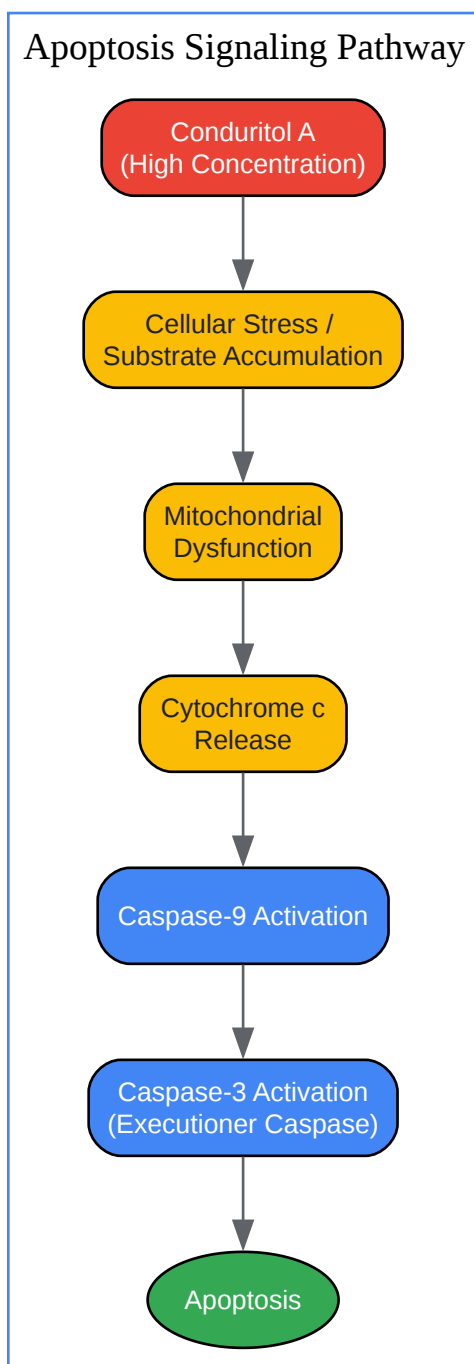 Apoptosis Signaling Pathway
Conduritol A
(High Concentration)
Cellular Stress /
Substrate Accumulation
Mitochondrial
Dysfunction
Cytochrome c
Release
Caspase-9 Activation
Caspase-3 Activation
(Executioner Caspase)
Apoptosis